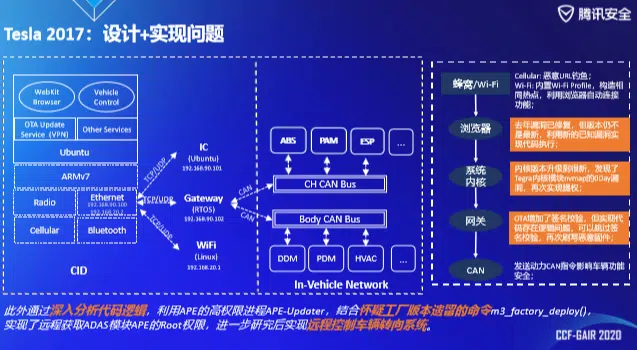 Tesla 2017：设计+实现问题
腾讯安全
WebKit
Browser
Vehicle
Control
OTA Update
Service（VPN）
Other Services
Ubuntu
ARMv7
Radio
Ethernet
192.168.90.100
Cellular
Bluetooth
CID
TCP/UDP
TCP/UDP
TCP/UDP
IC
(Ubuntu)
192.168.90.101
Gateway
(RTOS)
192.168.90.102
WiFi
(Linux)
192.168.20.1
CAN
CAN
ABS
PAM
ESP
...
CH CAN Bus
Body CAN Bus
DDM
PDM
HVAC
...
In-Vehicle Network
蜂窝/Wi-Fi
Cellular: 恶意URL钓鱼；
Wi-Fi: 内置Wi-Fi Profile，构造相
同热点，利用浏览器自动连接
功能；
浏览器
去年漏洞已修复，但版本仍不
是最新，利用新的已知漏洞实
现代码执行；
系统
内核
内核版本升级到很新，发现了
Tegra内核模块nvmap的0Day漏
洞，再次实现提权；
网关
OTA增加了签名校验，但实现代
码存在逻辑问题，可以跳过签
名校验，再次刷写恶意固件；
CAN
发送动力CAN指令影响车辆功能
安全；
此外通过深入分析代码逻辑，利用APE的高权限进程APE-Updater，结合怀疑工厂版本遗留的命令m3_factory_deploy()，
实现了远程获取ADAS模块APE的Root权限，进一步研究后实现远程控制车辆转向系统。
CCF-GAIR 2020